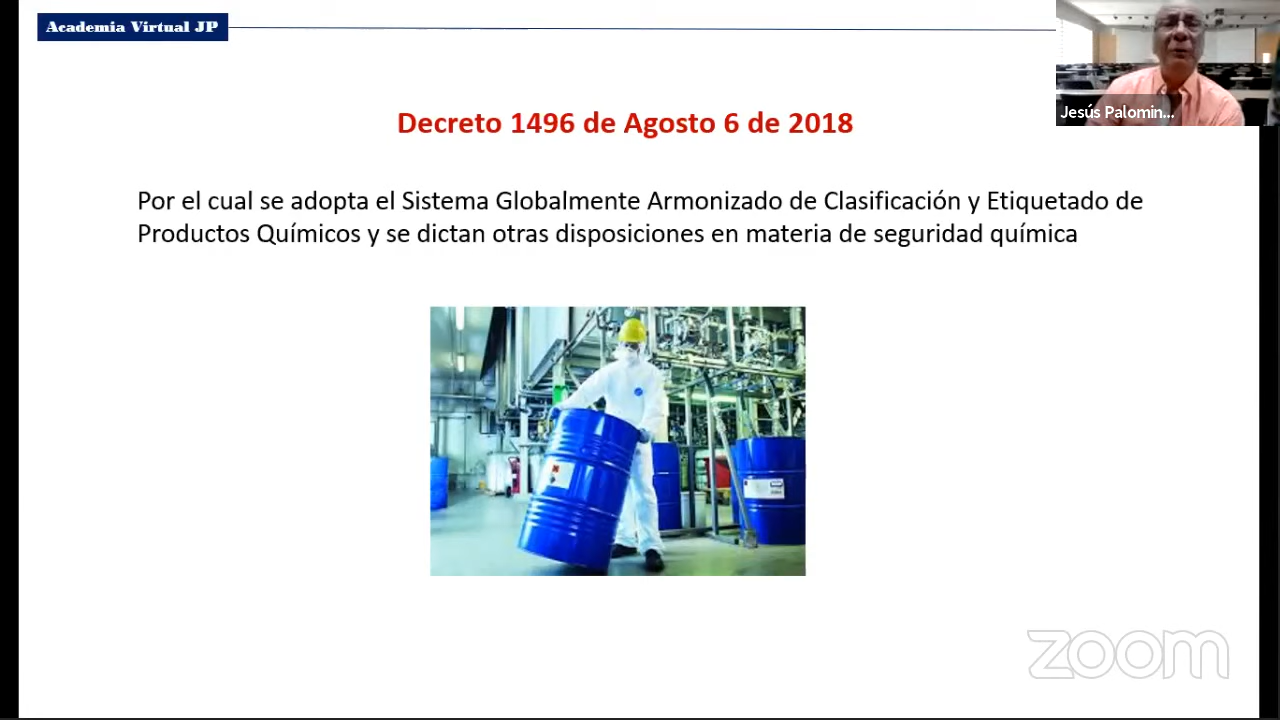 Academia Virtual JP
Jesús Palomin...
Decreto 1496 de Agosto 6 de 2018
Por el cual se adopta el Sistema Globalmente Armonizado de Clasificación y Etiquetado de
Productos Químicos y se dictan otras disposiciones en materia de seguridad química
zoom